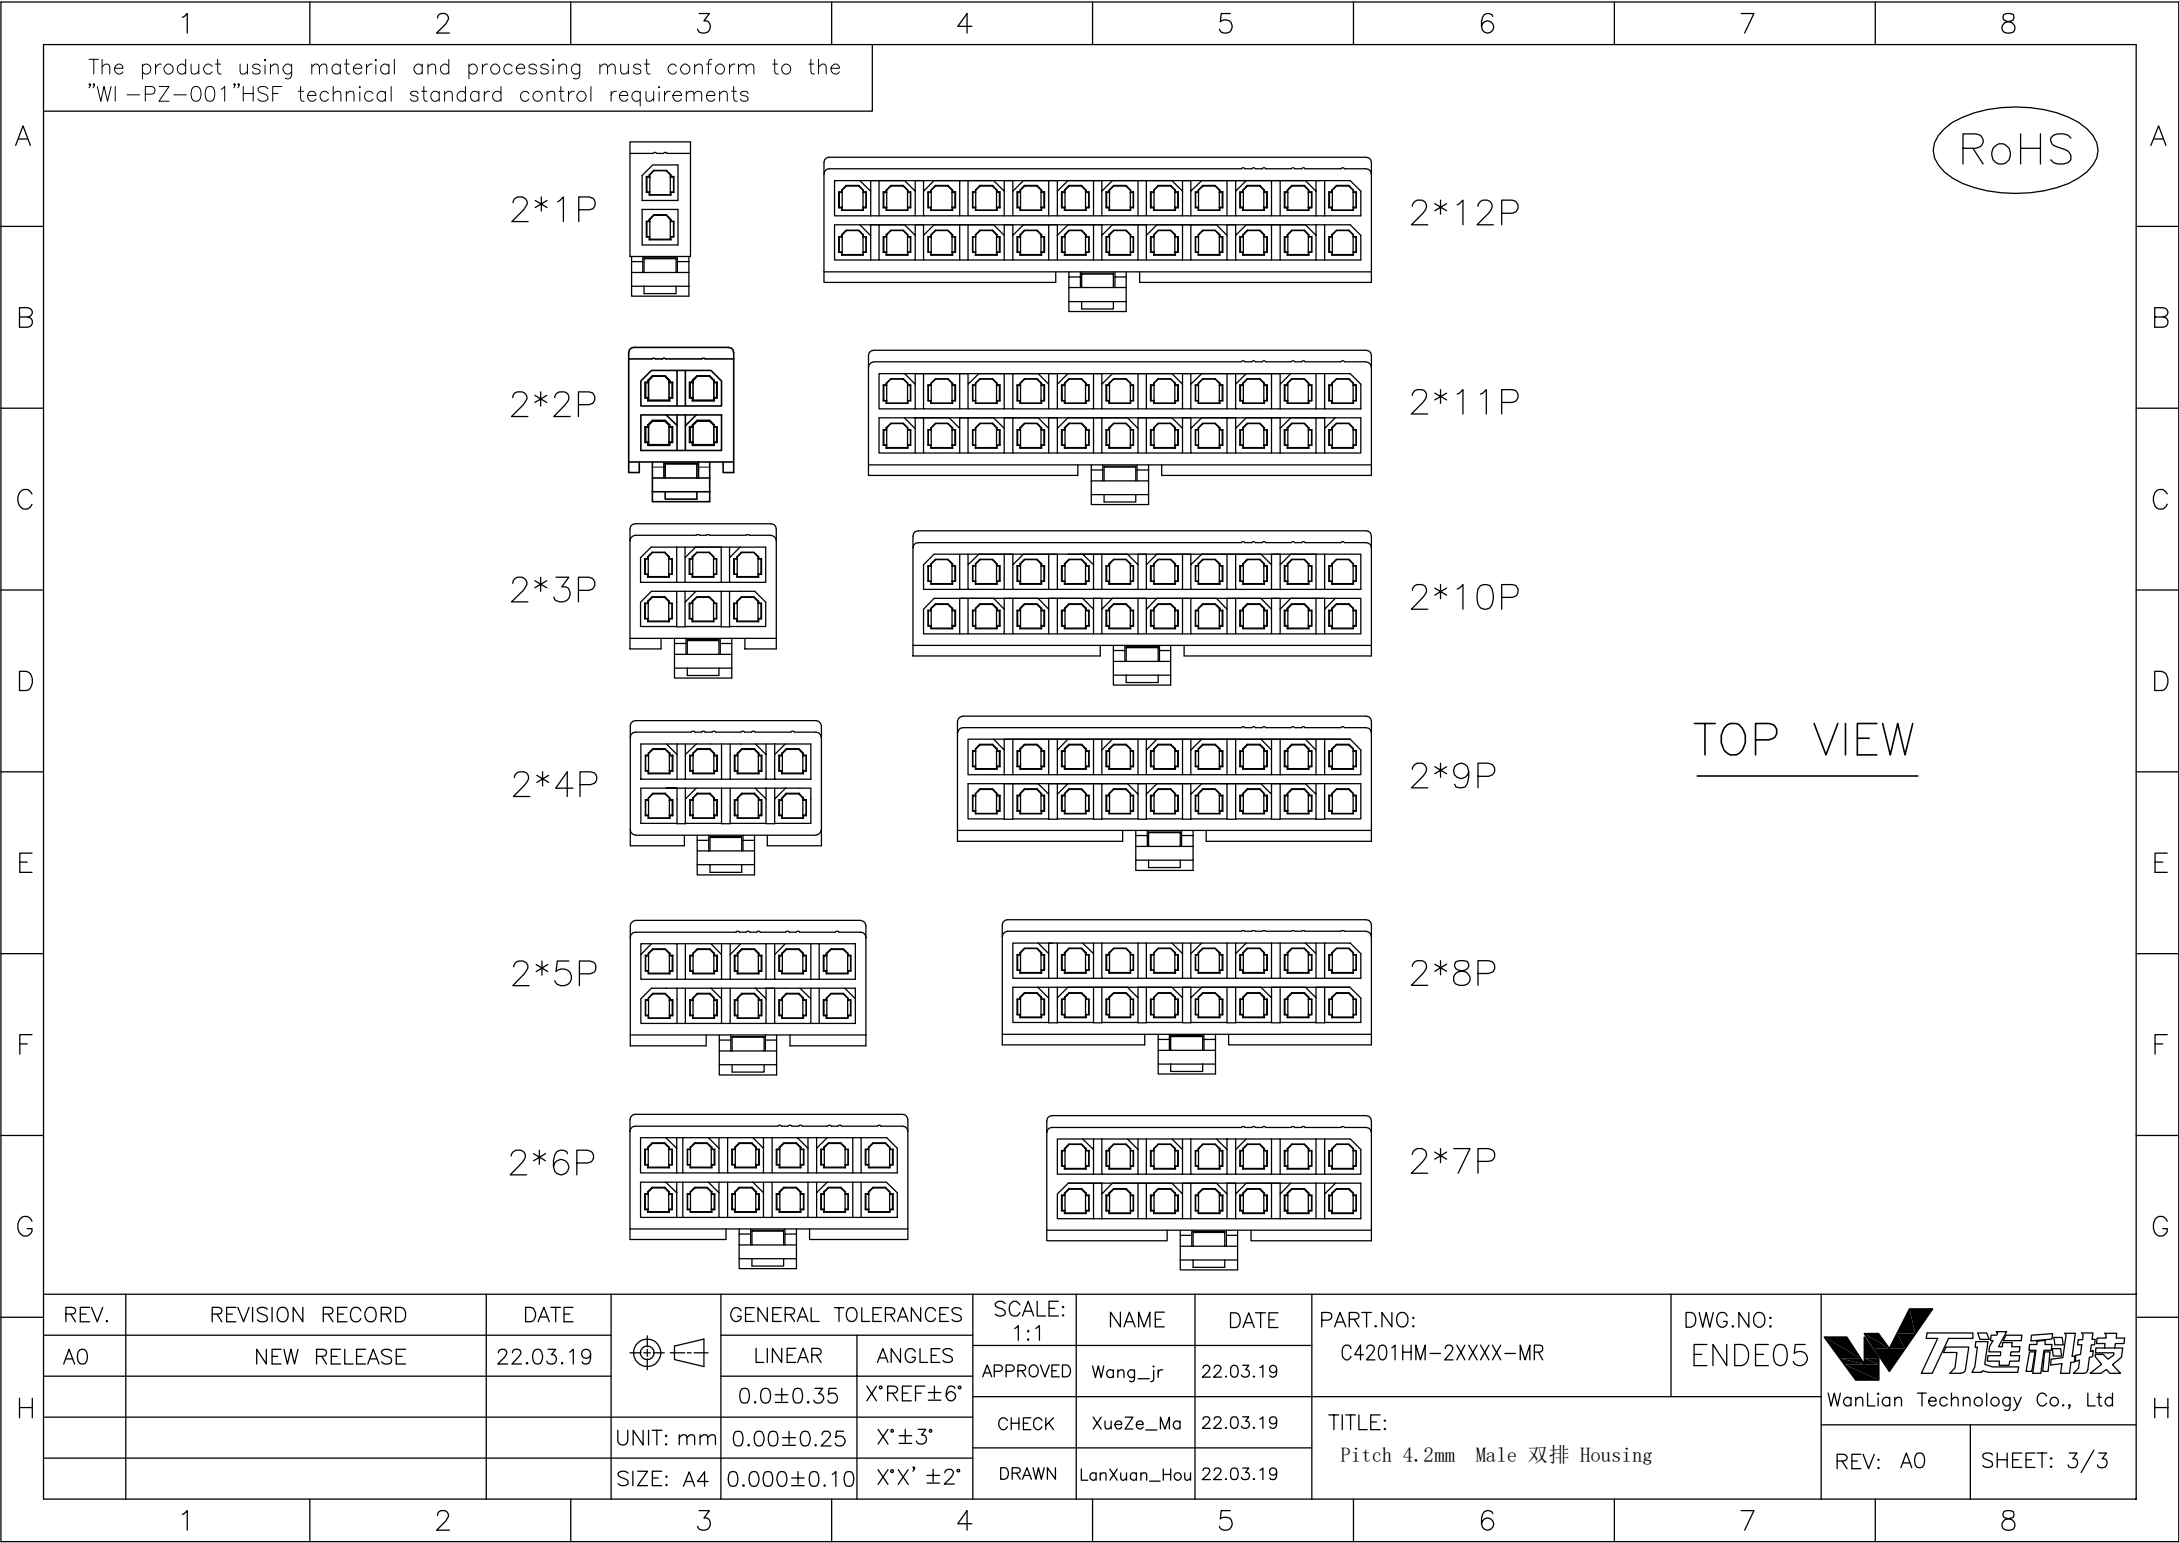 1 2 3 4 5 6 7 8
The product using material and processing must conform to the
"WI-PZ-001"HSF technical standard control requirements
A A
RoHS
2*1P 2*12P
B B
2*2P 2*11P
C C
2*3P 2*10P
D D
TOP VIEW
2*4P 2*9P
E E
2*5P 2*8P
F F
2*6P 2*7P
G G
H H
REV. REVISION RECORD DATE
A0 NEW RELEASE 22.03.19
UNIT: mm
SIZE: A4
GENERAL TOLERANCES
LINEAR ANGLES
0.0±0.35 X°REF±6°
0.00±0.25 X°±3°
0.000±0.10 X°X'±2°
SCALE:
1:1
NAME DATE
APPROVED Wang_jr 22.03.19
CHECK XueZe_Ma 22.03.19
DRAWN LanXuan_Hou 22.03.19
PART.NO:
C4201HM-2XXXX-MR
DWG.NO:
ENDE05
TITLE:
Pitch 4.2mm Male 双排 Housing
万连科技
WanLian Technology Co., Ltd
REV: A0 SHEET: 3/3
1 2 3 4 5 6 7 8